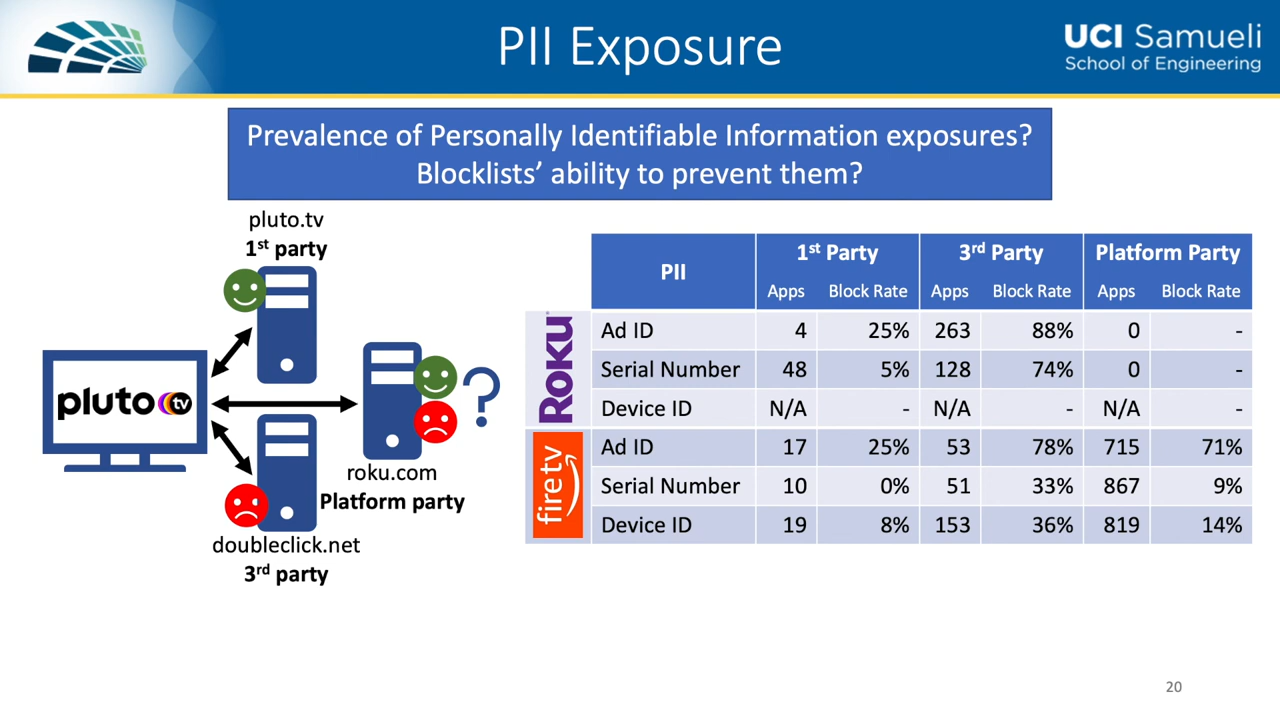 PII Exposure
UCI Samueli
School of Engineering
Prevalence of Personally Identifiable Information exposures?
Blocklists’ ability to prevent them?
pluto.tv
1st party
pluto tv
?
roku.com
Platform party
doubleclick.net
3rd party
PII 1st Party 3rd Party Platform Party
Apps Block Rate Apps Block Rate Apps Block Rate
Roku
Ad ID 4 25% 263 88% 0 -
Serial Number 48 5% 128 74% 0 -
Device ID N/A - N/A - N/A -
fire tv
Ad ID 17 25% 53 78% 715 71%
Serial Number 10 0% 51 33% 867 9%
Device ID 19 8% 153 36% 819 14%
20